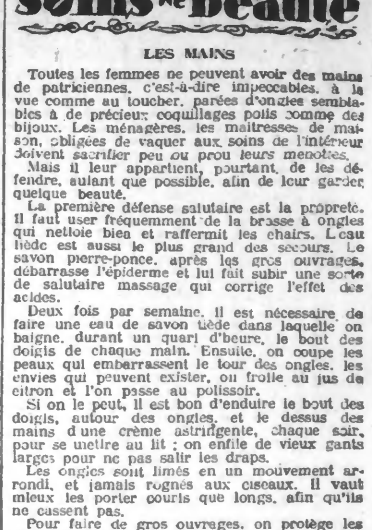 Soins de Beauté
LES MAINS
Toutes les femmes ne peuvent avoir des mains
de patriciennes, c'est-à-dire impeccables, à la
vue comme au toucher, parées d'ongles sembla-
bles à de précieux coquillages polis comme des
bijoux. Les ménagères, les maîtresses de mai-
son, obligées de vaquer aux soins de l'intérieur
doivent sacrifier peu ou prou leurs menottes.
Mais il leur appartient, pourtant, de les dé-
fendre, autant que possible, afin de leur garder
quelque beauté.
La première défense salutaire est la propreté.
Il faut user fréquemment de la brosse à ongles
qui nettoie bien et raffermit les chairs. L'eau
tiède est aussi le plus grand des secours. Le
savon pierre-ponce, après les gros ouvrages,
débarrasse l'épiderme et lui fait subir une sorte
de salutaire massage qui corrige l'effet des
acides.
Deux fois par semaine, il est nécessaire de
faire une eau de savon tiède dans laquelle on
baigne, durant un quart d'heure, le bout des
doigts de chaque main. Ensuite, on coupe les
peaux qui embarrassent le tour des ongles, les
envies qui peuvent exister, on frotte au jus de
citron et l'on passe au polissoir.
Si on le peut, il est bon d'enduire le bout des
doigts, autour des ongles, et le dessus des
mains d'une crème astringente, chaque soir,
pour se mettre au lit ; on enfile de vieux gants
larges pour ne pas salir les draps.
Les ongles sont limés en un mouvement ar-
rondi, et jamais rognés aux ciseaux. Il vaut
mieux les porter courts que longs, afin qu'ils
ne cassent pas.
Pour faire de gros ouvrages, on protège les